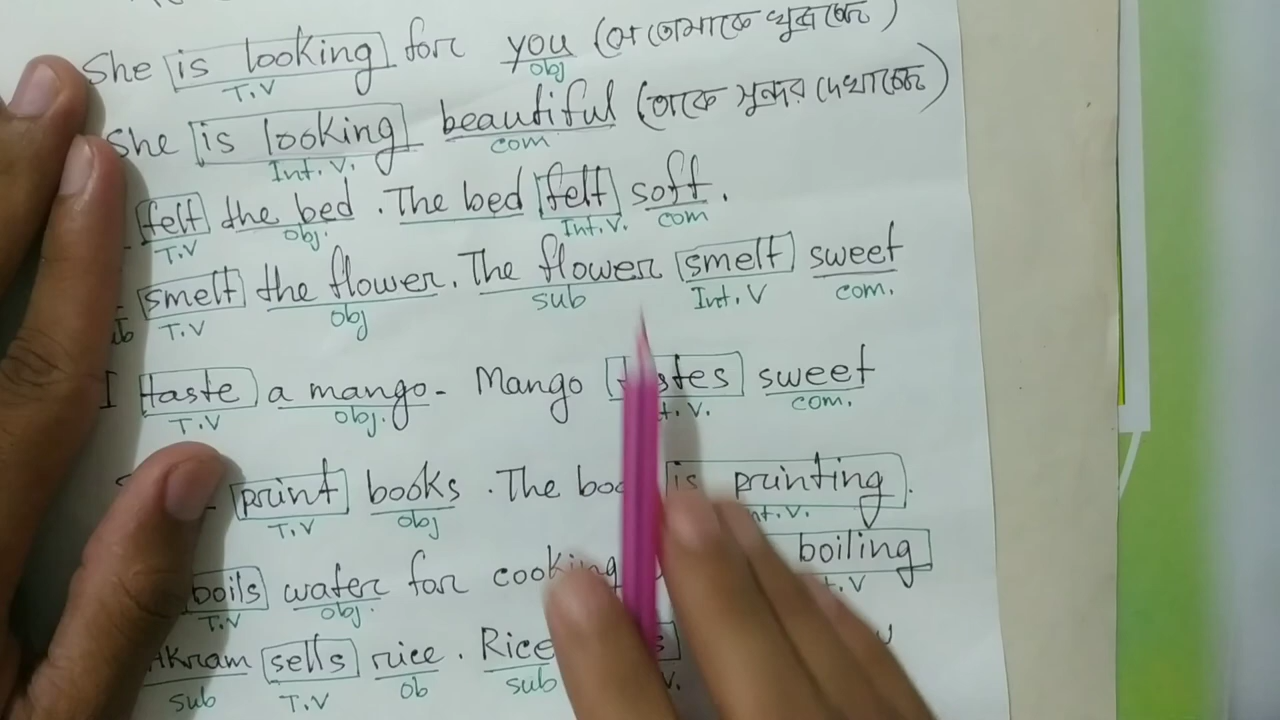 She is looking for you (সে তোমাকে খুজছে)
T.V obj
She is looking beautiful (তাকে সুন্দর দেখাচ্ছে)
Int. V. com
felt the bed. The bed felt soft.
T.V obj. Int. V. com
smelt the flower. The flower smelt sweet
T.V obj sub Int. V com.
I taste a mango- Mango tastes sweet
T.V obj. t. V. com.
print books. The is printing.
T.V obj nt. V.
boils water for cooking boiling
T.V obj. t.V
Akram sells rice. Rice
sub T.V ob sub V.